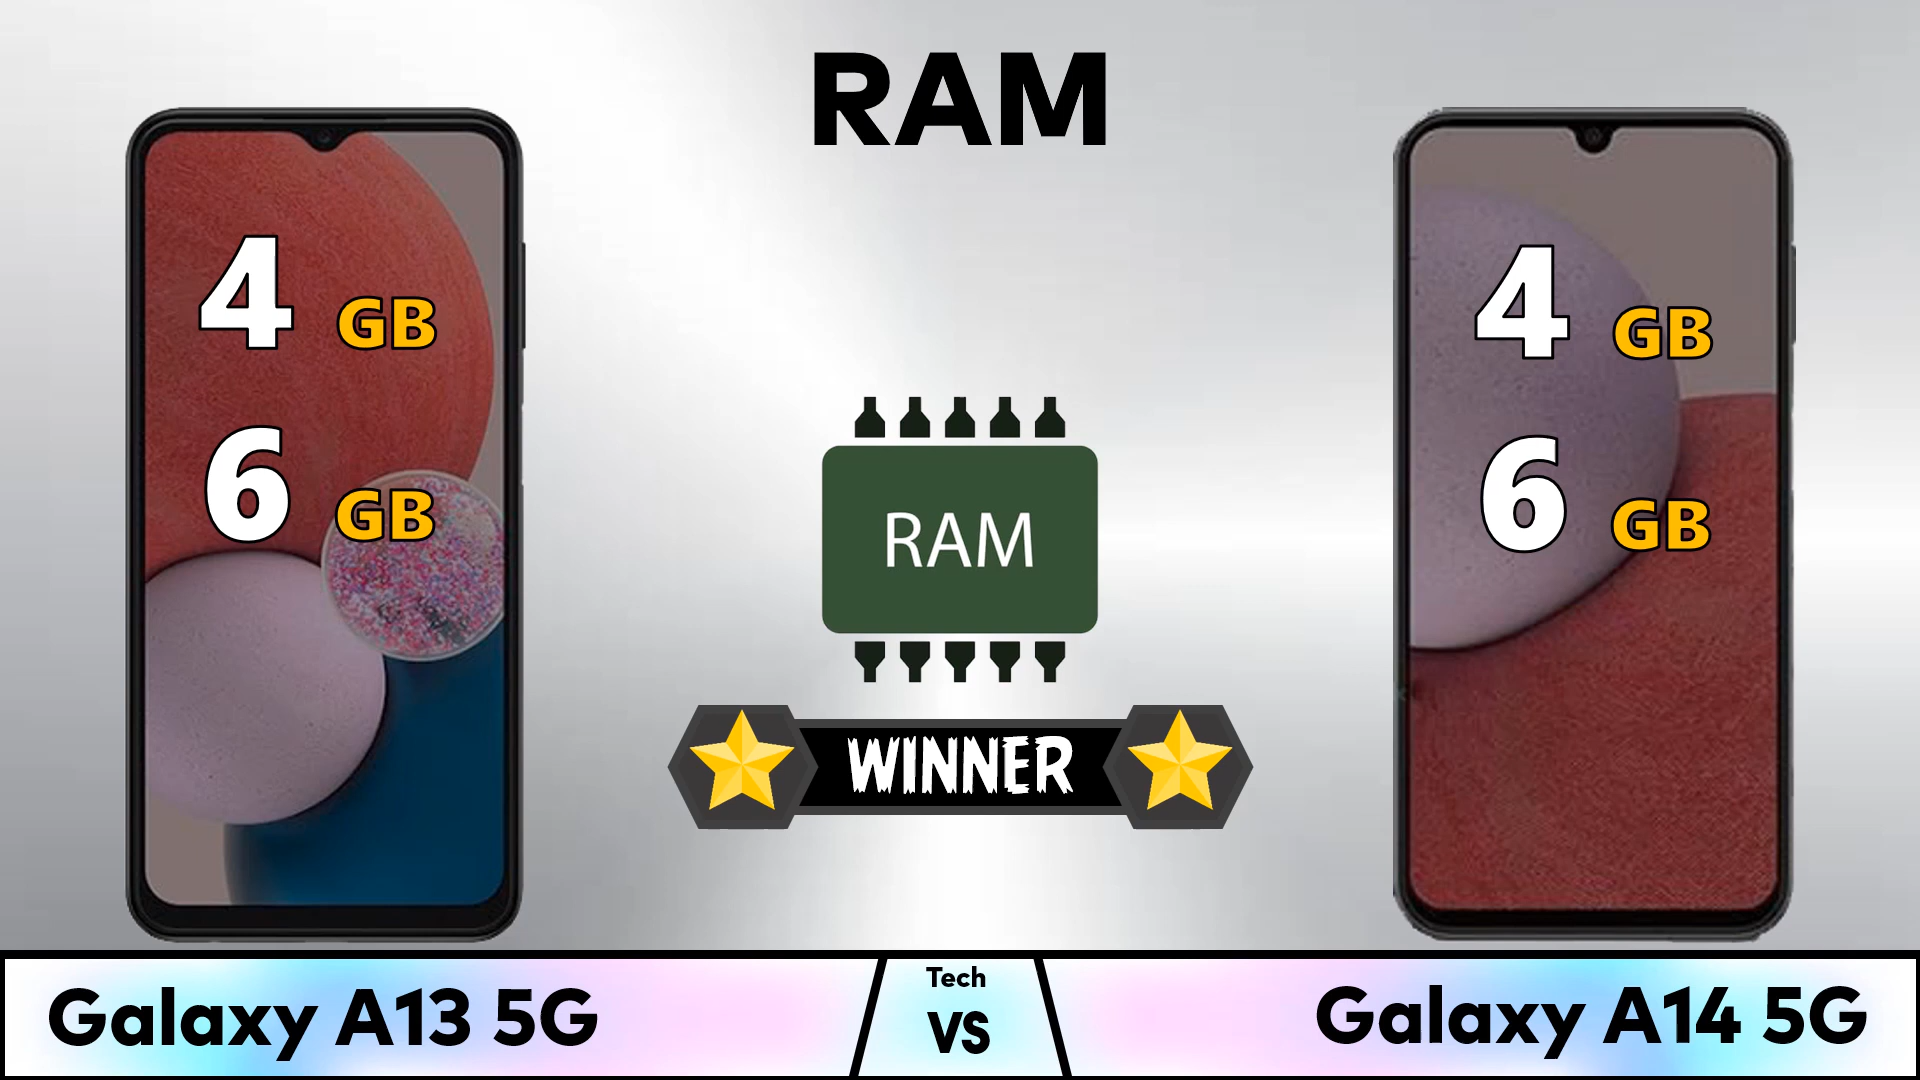 RAM
4 GB
6 GB
4 GB
6 GB
RAM
WINNER
Galaxy A13 5G
Tech
VS
Galaxy A14 5G